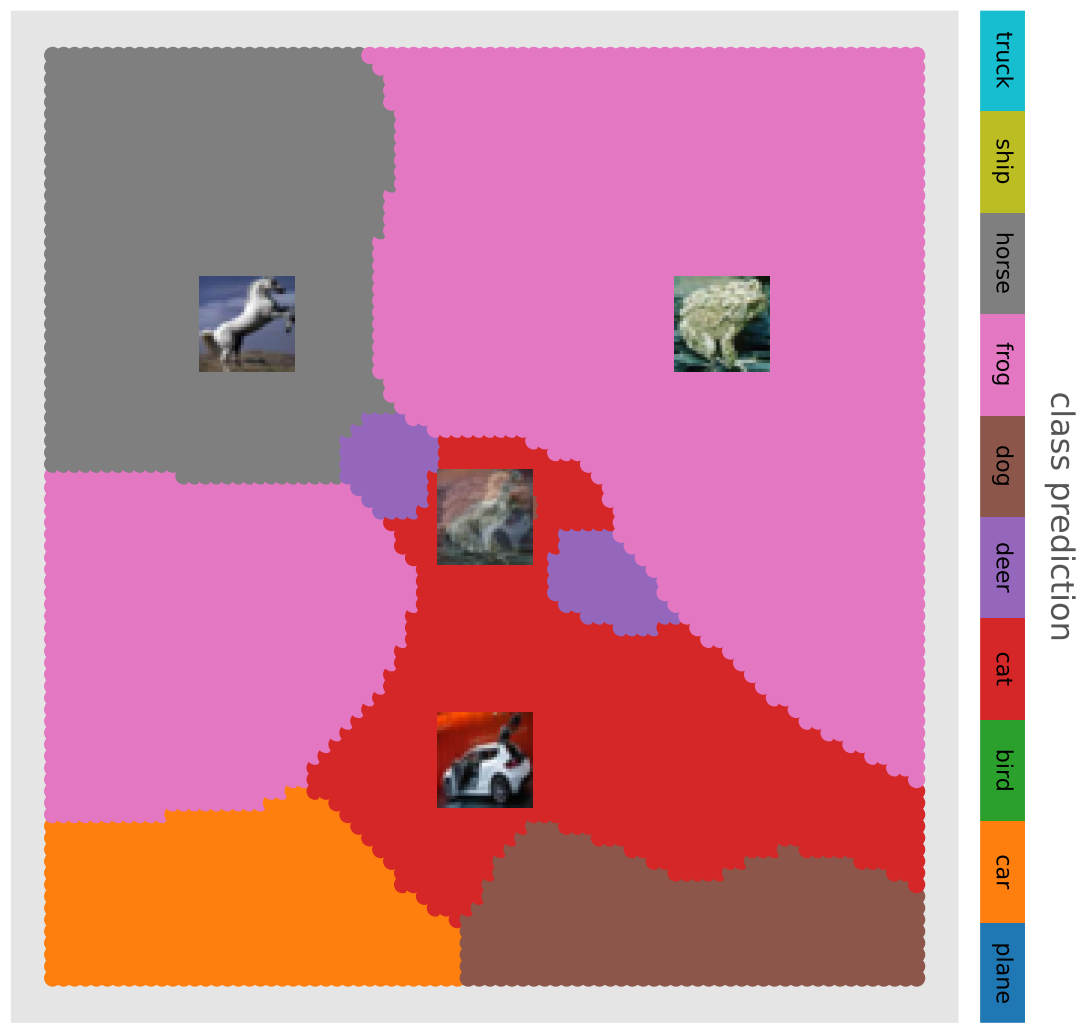 truck
ship
horse
frog
dog
deer
cat
bird
car
plane
class prediction